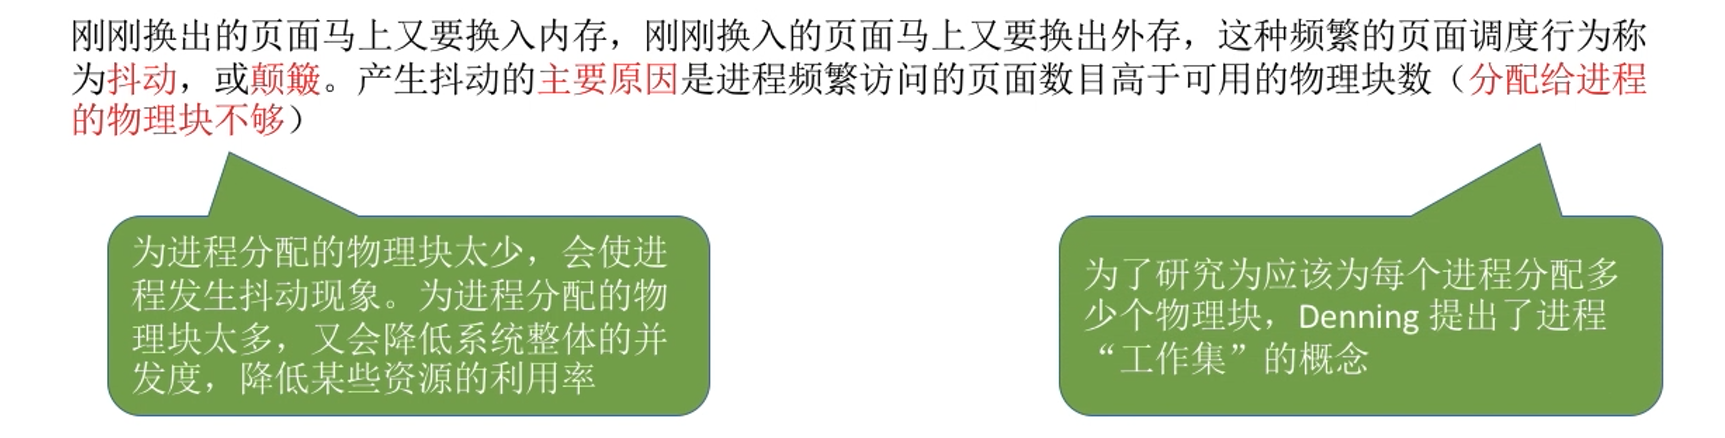 刚刚换出的页面马上又要换入内存，刚刚换入的页面马上又要换出外存，这种频繁的页面调度行为称
为抖动，或颠簸。产生抖动的主要原因是进程频繁访问的页面数目高于可用的物理块数（分配给进程
的物理块不够）
为进程分配的物理块太少，会使进
程发生抖动现象。为进程分配的物
理块太多，又会降低系统整体的并
发度，降低某些资源的利用率
为了研究为应该为每个进程分配多
少个物理块，Denning 提出了进程
“工作集”的概念